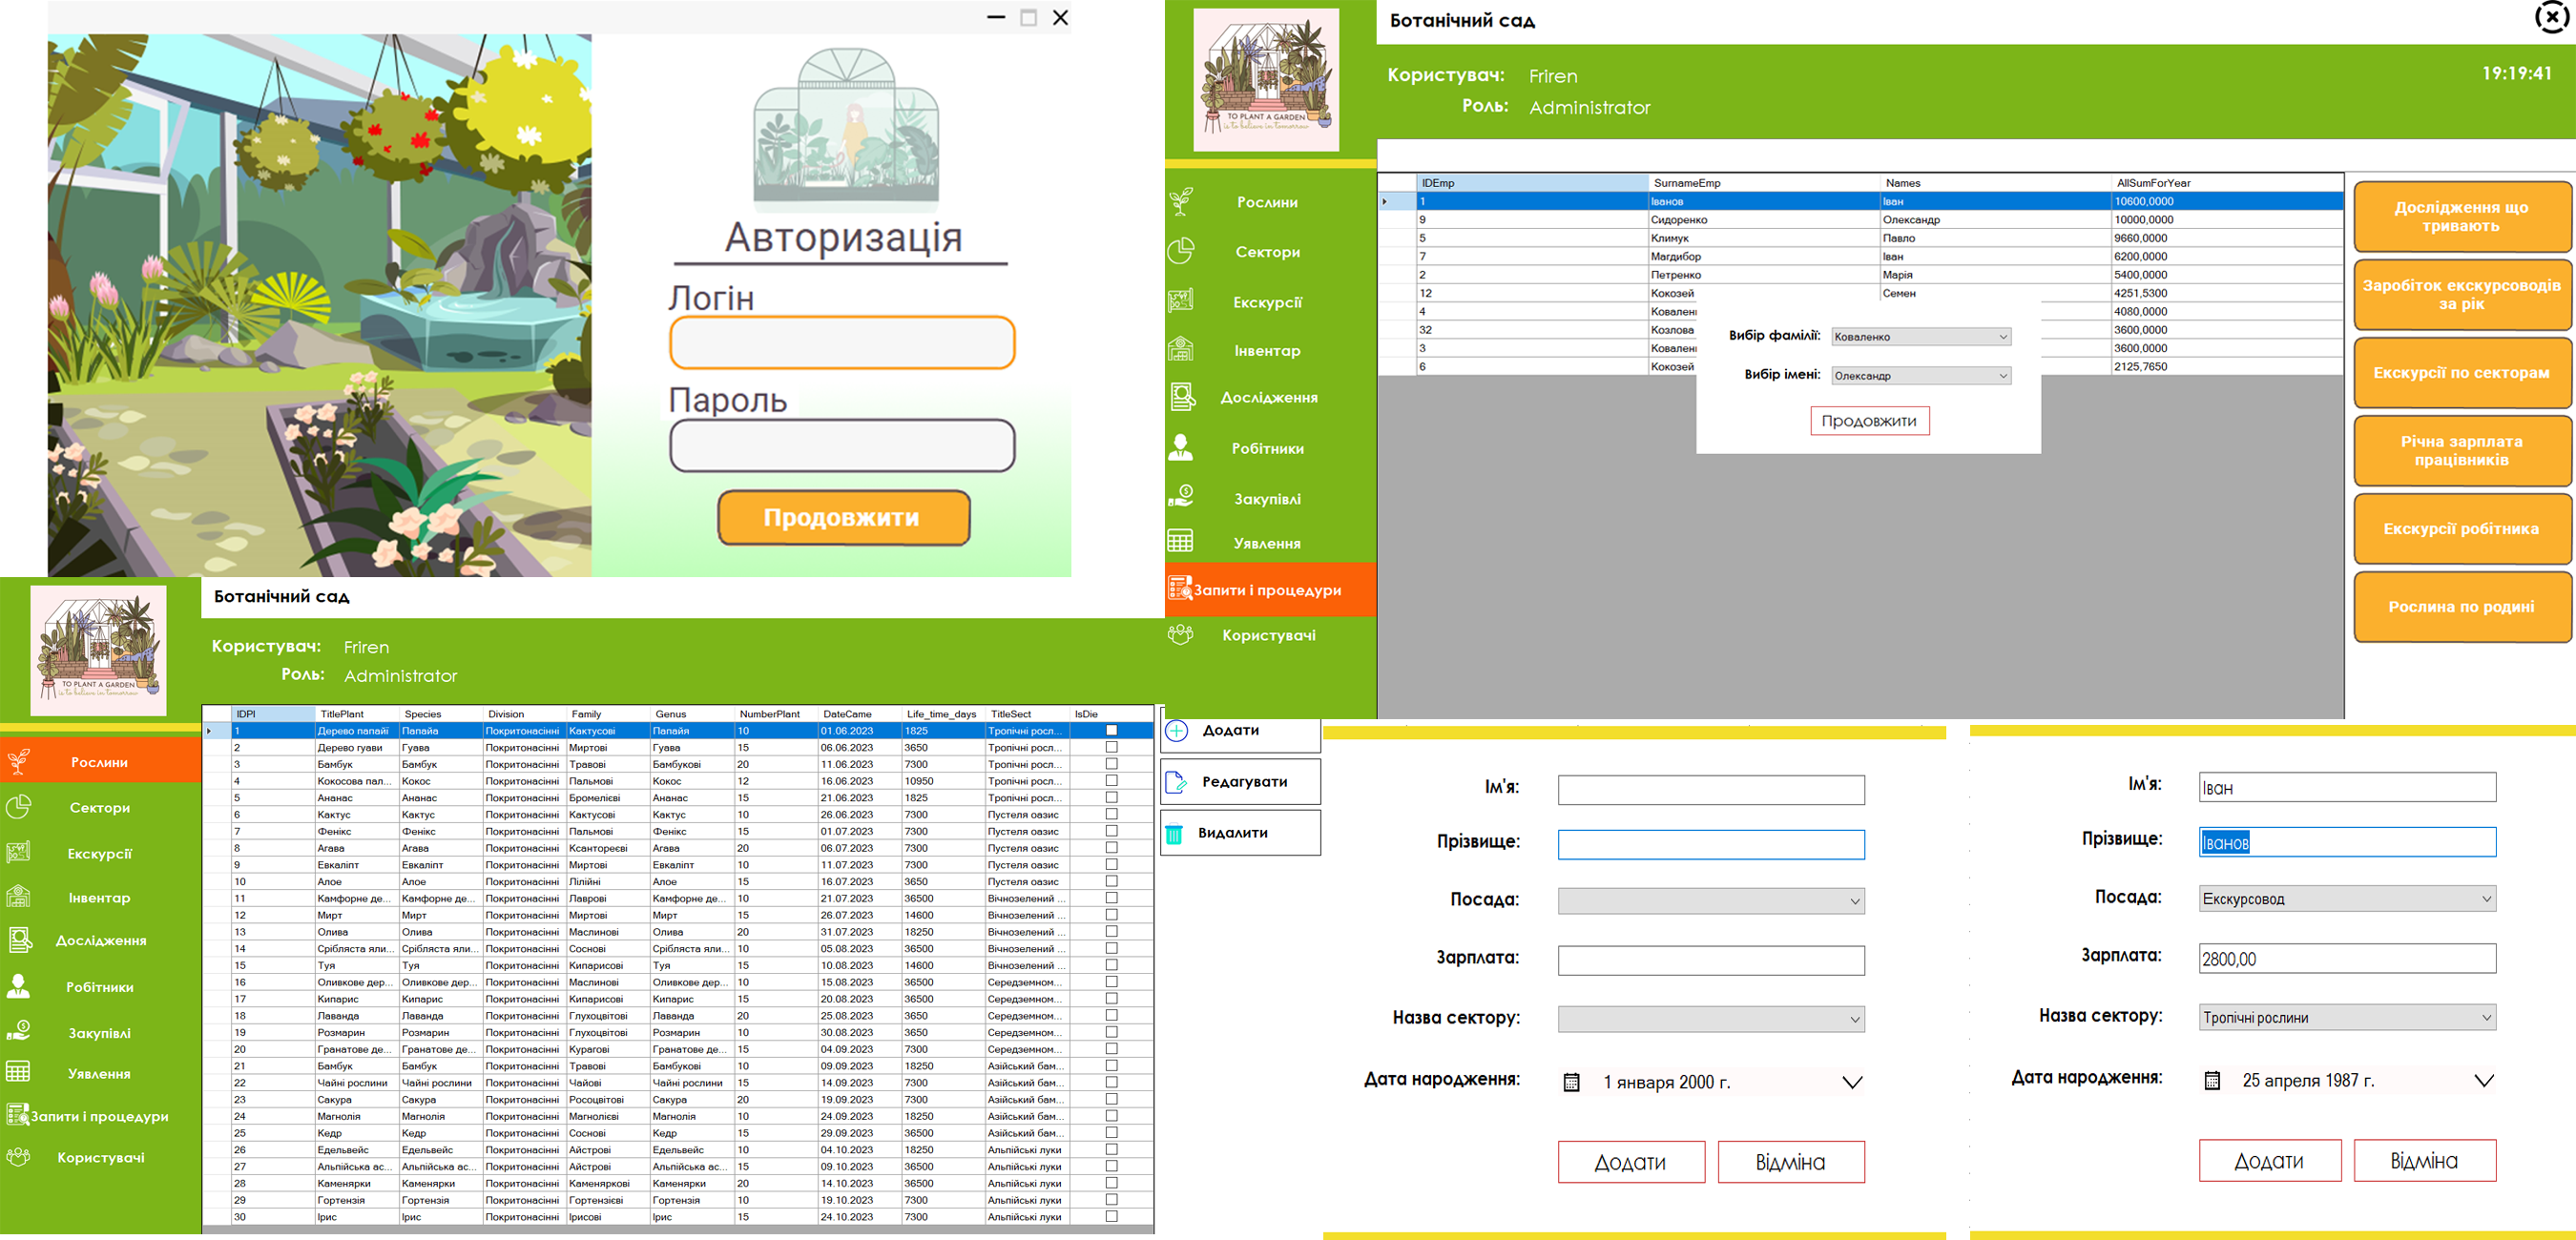 Авторизація
Логін
Пароль
Продовжити
Ботанічний сад
Користувач: Friren
Роль: Administrator
19:19:41
TO PLANT A GARDEN
is to believe in tomorrow
Рослини
Сектори
Екскурсії
Інвентар
Дослідження
Робітники
Закупівлі
Уявлення
Запити і процедури
Користувачі
IDEmp SurnameEmp Names AllSumForYear
1 Іванов Іван 10600,0000
9 Сидоренко Олександр 10000,0000
5 Климук Павло 9660,0000
7 Магдибор Іван 6200,0000
2 Петренко Марія 5400,0000
12 Кокозей Семен 4251,5300
4 Ковален 4080,0000
32 Козлова 3600,0000
3 Ковален 3600,0000
6 Кокозей 2125,7650
Вибір фамілії: Коваленко
Вибір імені: Олександр
Продовжити
Дослідження що
тривають
Заробіток екскурсоводів
за рік
Екскурсії по секторам
Річна зарплата
працівників
Екскурсії робітника
Рослина по родині
Ботанічний сад
Користувач: Friren
Роль: Administrator
TO PLANT A GARDEN
is to believe in tomorrow
Рослини
Сектори
Екскурсії
Інвентар
Дослідження
Робітники
Закупівлі
Уявлення
Запити і процедури
Користувачі
IDPl TitlePlant Species Division Family Genus NumberPlant DateCame Life_time_days TitleSect IsDie
1 Дерево папайї Папайа Покритонасінні Кактусові Папайя 10 01.06.2023 1825 Тропічні росл...
2 Дерево гуави Гуава Покритонасінні Миртові Гуава 15 06.06.2023 3650 Тропічні росл...
3 Бамбук Бамбук Покритонасінні Травові Бамбукові 20 11.06.2023 7300 Тропічні росл...
4 Кокосова пал... Кокос Покритонасінні Пальмові Кокос 12 16.06.2023 10950 Тропічні росл...
5 Ананас Ананас Покритонасінні Бромелієві Ананас 15 21.06.2023 1825 Тропічні росл...
6 Кактус Кактус Покритонасінні Кактусові Кактус 10 26.06.2023 7300 Пустеля оазис
7 Фенікс Фенікс Покритонасінні Пальмові Фенікс 15 01.07.2023 7300 Пустеля оазис
8 Агава Агава Покритонасінні Ксантореєві Агава 20 06.07.2023 7300 Пустеля оазис
9 Евкаліпт Евкаліпт Покритонасінні Миртові Евкаліпт 10 11.07.2023 7300 Пустеля оазис
10 Алое Алое Покритонасінні Лілійні Алое 15 16.07.2023 3650 Пустеля оазис
11 Камфорне де... Камфорне де... Покритонасінні Лаврові Камфорне де... 10 21.07.2023 36500 Вічнозелений ...
12 Мирт Мирт Покритонасінні Миртові Мирт 15 26.07.2023 14600 Вічнозелений ...
13 Олива Олива Покритонасінні Маслинові Олива 20 31.07.2023 18250 Вічнозелений ...
14 Срібляста яли... Срібляста яли... Покритонасінні Соснові Срібляста яли... 10 05.08.2023 36500 Вічнозелений ...
15 Туя Туя Покритонасінні Кипарисові Туя 15 10.08.2023 14600 Вічнозелений ...
16 Оливкове дер... Оливкове дер... Покритонасінні Маслинові Оливкове дер... 10 15.08.2023 36500 Середземном...
17 Кипарис Кипарис Покритонасінні Кипарисові Кипарис 15 20.08.2023 36500 Середземном...
18 Лаванда Лаванда Покритонасінні Глухоцвітові Лаванда 20 25.08.2023 3650 Середземном...
19 Розмарин Розмарин Покритонасінні Глухоцвітові Розмарин 10 30.08.2023 3650 Середземном...
20 Гранатове де... Гранатове де... Покритонасінні Курагові Гранатове де... 15 04.09.2023 7300 Середземном...
21 Бамбук Бамбук Покритонасінні Травові Бамбукові 10 09.09.2023 18250 Азійський бам...
22 Чайні рослини Чайні рослини Покритонасінні Чайові Чайні рослини 15 14.09.2023 7300 Азійський бам...
23 Сакура Сакура Покритонасінні Росоцвітові Сакура 20 19.09.2023 7300 Азійський бам...
24 Магнолія Магнолія Покритонасінні Магнолієві Магнолія 10 24.09.2023 18250 Азійський бам...
25 Кедр Кедр Покритонасінні Соснові Кедр 15 29.09.2023 36500 Азійський бам...
26 Едельвейс Едельвейс Покритонасінні Айстрові Едельвейс 10 04.10.2023 18250 Альпійські луки
27 Альпійська ас... Альпійська ас... Покритонасінні Айстрові Альпійська ас... 15 09.10.2023 36500 Альпійські луки
28 Каменярки Каменярки Покритонасінні Каменяркові Каменярки 20 14.10.2023 36500 Альпійські луки
29 Гортензія Гортензія Покритонасінні Гортензієві Гортензія 10 19.10.2023 7300 Альпійські луки
30 Ірис Ірис Покритонасінні Ірисові Ірис 15 24.10.2023 7300 Альпійські луки
Додати
Редагувати
Видалити
Ім'я:
Прізвище:
Посада:
Зарплата:
Назва сектору:
Дата народження: 1 января 2000 г.
Додати Відміна
Ім'я: Іван
Прізвище: Іванов
Посада: Екскурсовод
Зарплата: 2800,00
Назва сектору: Тропічні рослини
Дата народження: 25 апреля 1987 г.
Додати Відміна